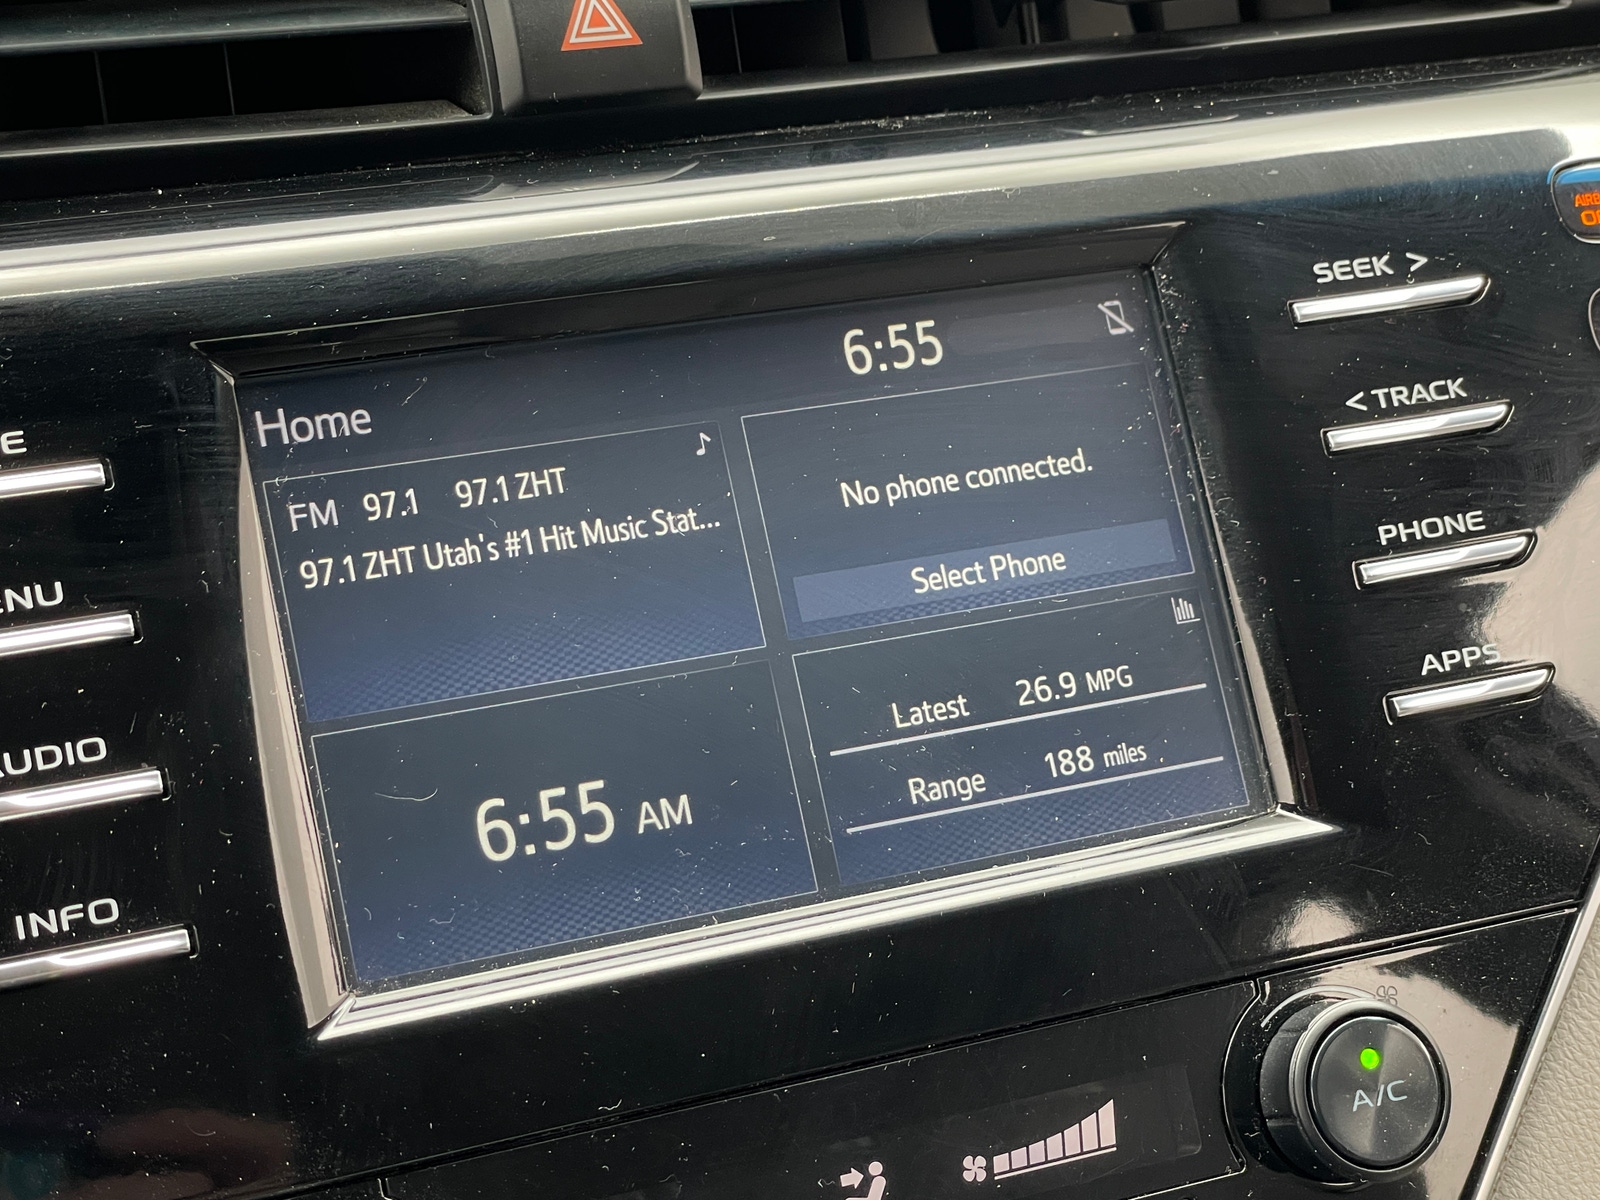 6:55
Home
FM 97.1 97.1 ZHT
97.1 ZHT Utah's #1 Hit Music Stat...
No phone connected.
Select Phone
6:55 AM
Latest 26.9 MPG
Range 188 miles
AUDIO
INFO
SEEK >
< TRACK
PHONE
APPS
A/C